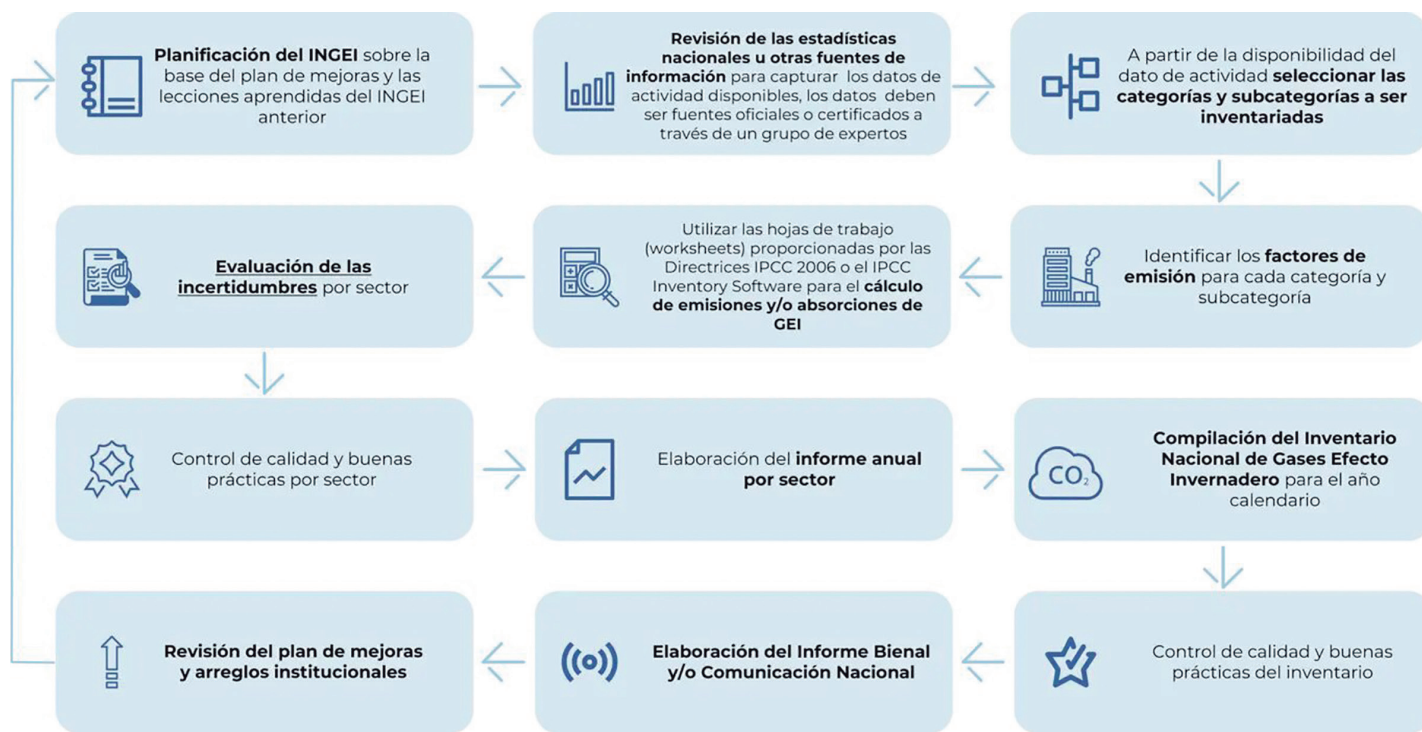 Planificación del INGEI sobre la
base del plan de mejoras y las
lecciones aprendidas del INGEI
anterior
Revisión de las estadísticas
nacionales u otras fuentes de
información para capturar los datos de
actividad disponibles, los datos deben
ser fuentes oficiales o certificados a
través de un grupo de expertos
A partir de la disponibilidad del
dato de actividad seleccionar las
categorías y subcategorías a ser
inventariadas
Identificar los factores de
emisión para cada categoría y
subcategoría
Utilizar las hojas de trabajo
(worksheets) proporcionadas por las
Directrices IPCC 2006 o el IPCC
Inventory Software para el cálculo
de emisiones y/o absorciones de
GEI
Evaluación de las
incertidumbres por sector
Control de calidad y buenas
prácticas por sector
Elaboración del informe anual
por sector
CO2
Compilación del Inventario
Nacional de Gases Efecto
Invernadero para el año
calendario
Control de calidad y buenas
prácticas del inventario
Elaboración del Informe Bienal
y/o Comunicación Nacional
Revisión del plan de mejoras
y arreglos institucionales